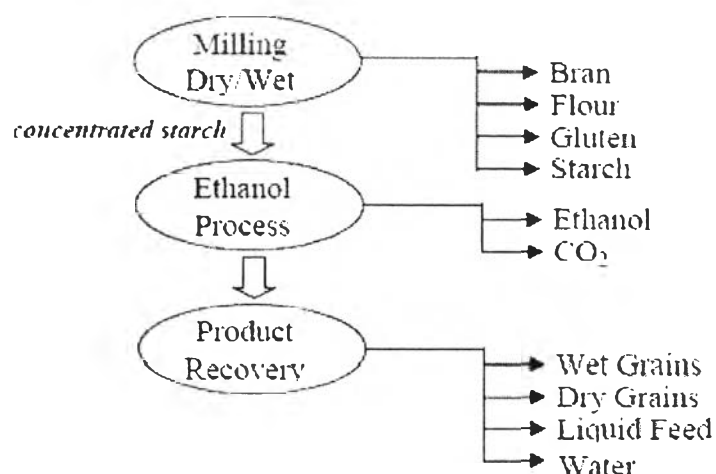 Milling
Dry/Wet
Bran
Flour
Gluten
Starch
concentrated starch
Ethanol
Process
Ethanol
CO₂
Product
Recovery
Wet Grains
Dry Grains
Liquid Feed
Water